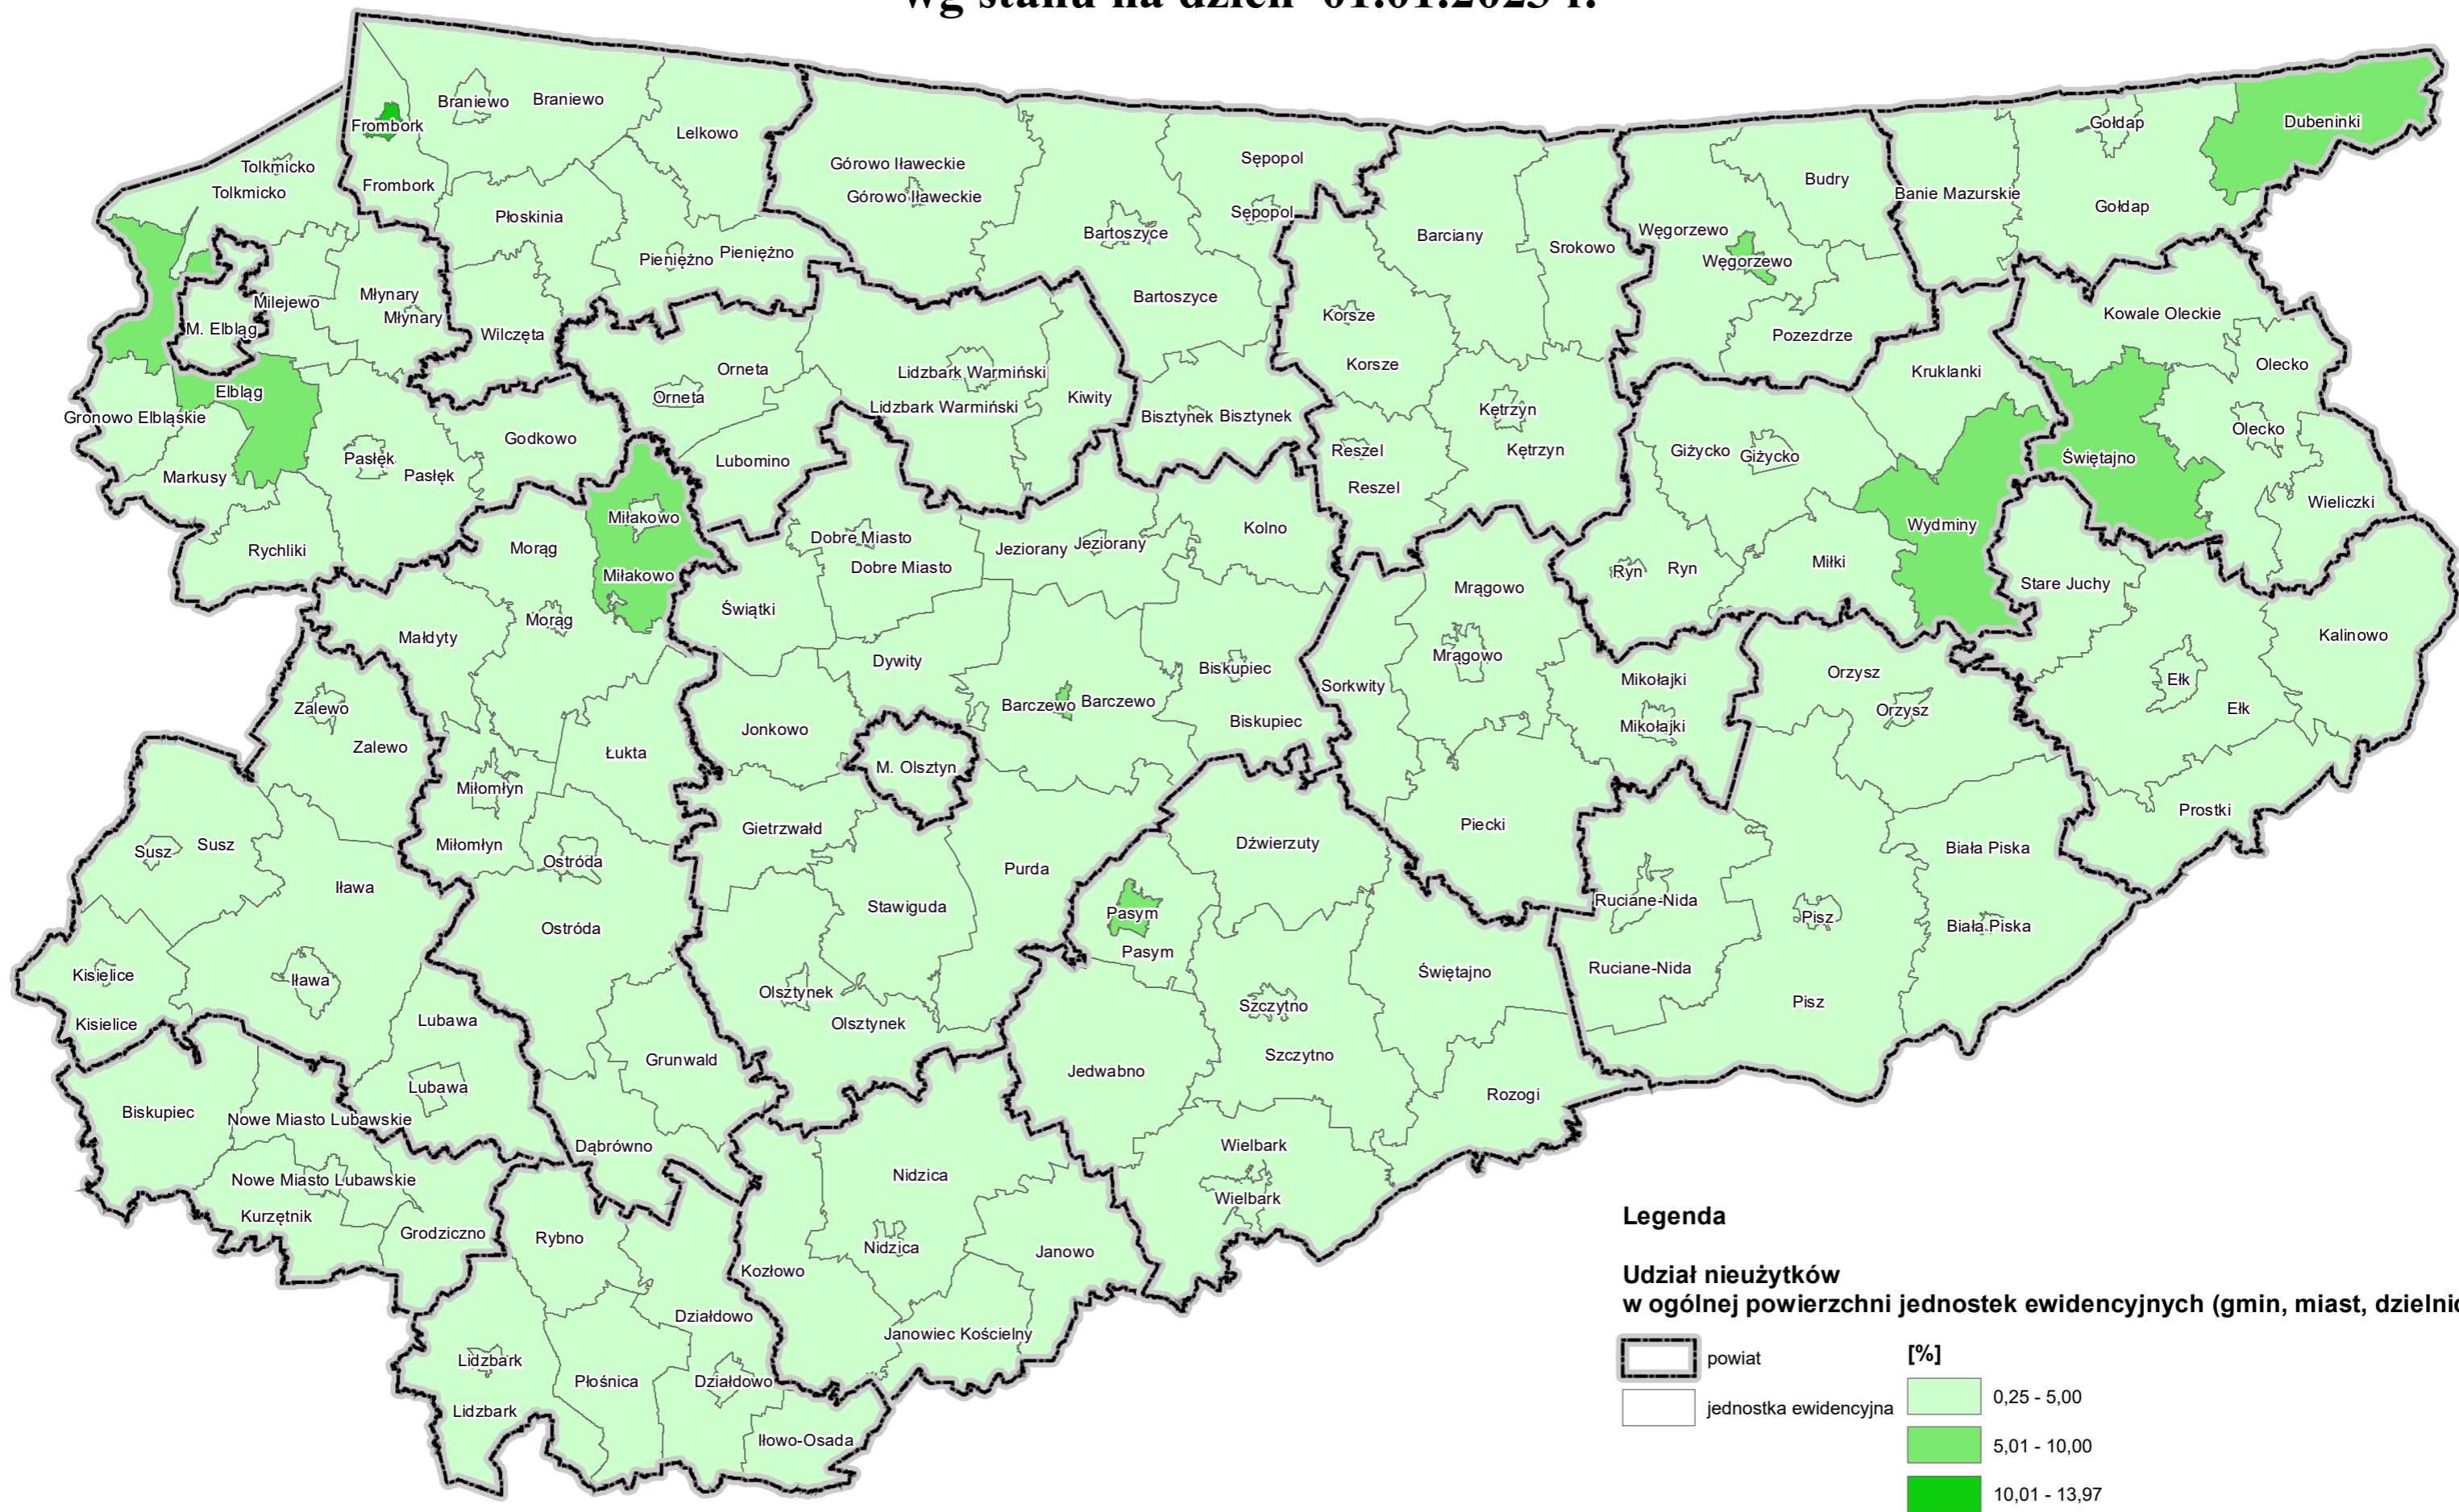 wg stanu na dzień 01.01.2023 r.
Braniewo
Braniewo
Frombork
Lelkowo
Frombork
Tolkmicko
Tolkmicko
Płoskinia
Górowo Iławeckie
Górowo Iławeckie
Sępopol
Sępopol
Gołdap
Dubeninki
Budry
Banie Mazurskie
Gołdap
Węgorzewo
Węgorzewo
Barciany
Srokowo
Bartoszyce
Bartoszyce
Pieniężno
Pieniężno
Młynary
Młynary
Milejewo
M. Elbląg
Wilczęta
Korsze
Korsze
Pozezdrze
Kowale Oleckie
Orneta
Orneta
Lidzbark Warmiński
Lidzbark Warmiński
Kiwity
Bisztynek
Bisztynek
Kruklanki
Olecko
Olecko
Elbląg
Gronowo Elbląskie
Godkowo
Kętrzyn
Kętrzyn
Giżycko
Giżycko
Świętajno
Markusy
Pasłęk
Pasłęk
Lubomino
Reszel
Reszel
Wieliczki
Miłakowo
Miłakowo
Dobre Miasto
Dobre Miasto
Jeziorany
Jeziorany
Kolno
Wydminy
Rychliki
Morąg
Morąg
Ryn
Ryn
Miłki
Stare Juchy
Świątki
Mrągowo
Mrągowo
Małdyty
Kalinowo
Dywity
Biskupiec
Biskupiec
Sorkwity
Mikołajki
Mikołajki
Orzysz
Orzysz
Ełk
Ełk
Zalewo
Zalewo
Barczewo
Barczewo
Jonkowo
Łukta
M. Olsztyn
Miłomłyn
Miłomłyn
Gietrzwałd
Piecki
Prostki
Susz
Susz
Ostróda
Ostróda
Dźwierzuty
Biała Piska
Biała Piska
Iława
Iława
Purda
Stawiguda
Pasym
Pasym
Ruciane-Nida
Ruciane-Nida
Pisz
Pisz
Kisielice
Kisielice
Olsztynek
Olsztynek
Szczytno
Szczytno
Świętajno
Lubawa
Lubawa
Grunwald
Jedwabno
Rozogi
Biskupiec
Nowe Miasto Lubawskie
Nowe Miasto Lubawskie
Dąbrówno
Wielbark
Wielbark
Nidzica
Nidzica
Kurzętnik
Grodziczno
Rybno
Janowo
Kozłowo
Działdowo
Działdowo
Janowiec Kościelny
Lidzbark
Lidzbark
Płośnica
Iłowo-Osada
Legenda
Udział nieużytków
w ogólnej powierzchni jednostek ewidencyjnych (gmin, miast, dzielnic
powiat
jednostka ewidencyjna
[%]
0,25 - 5,00
5,01 - 10,00
10,01 - 13,97